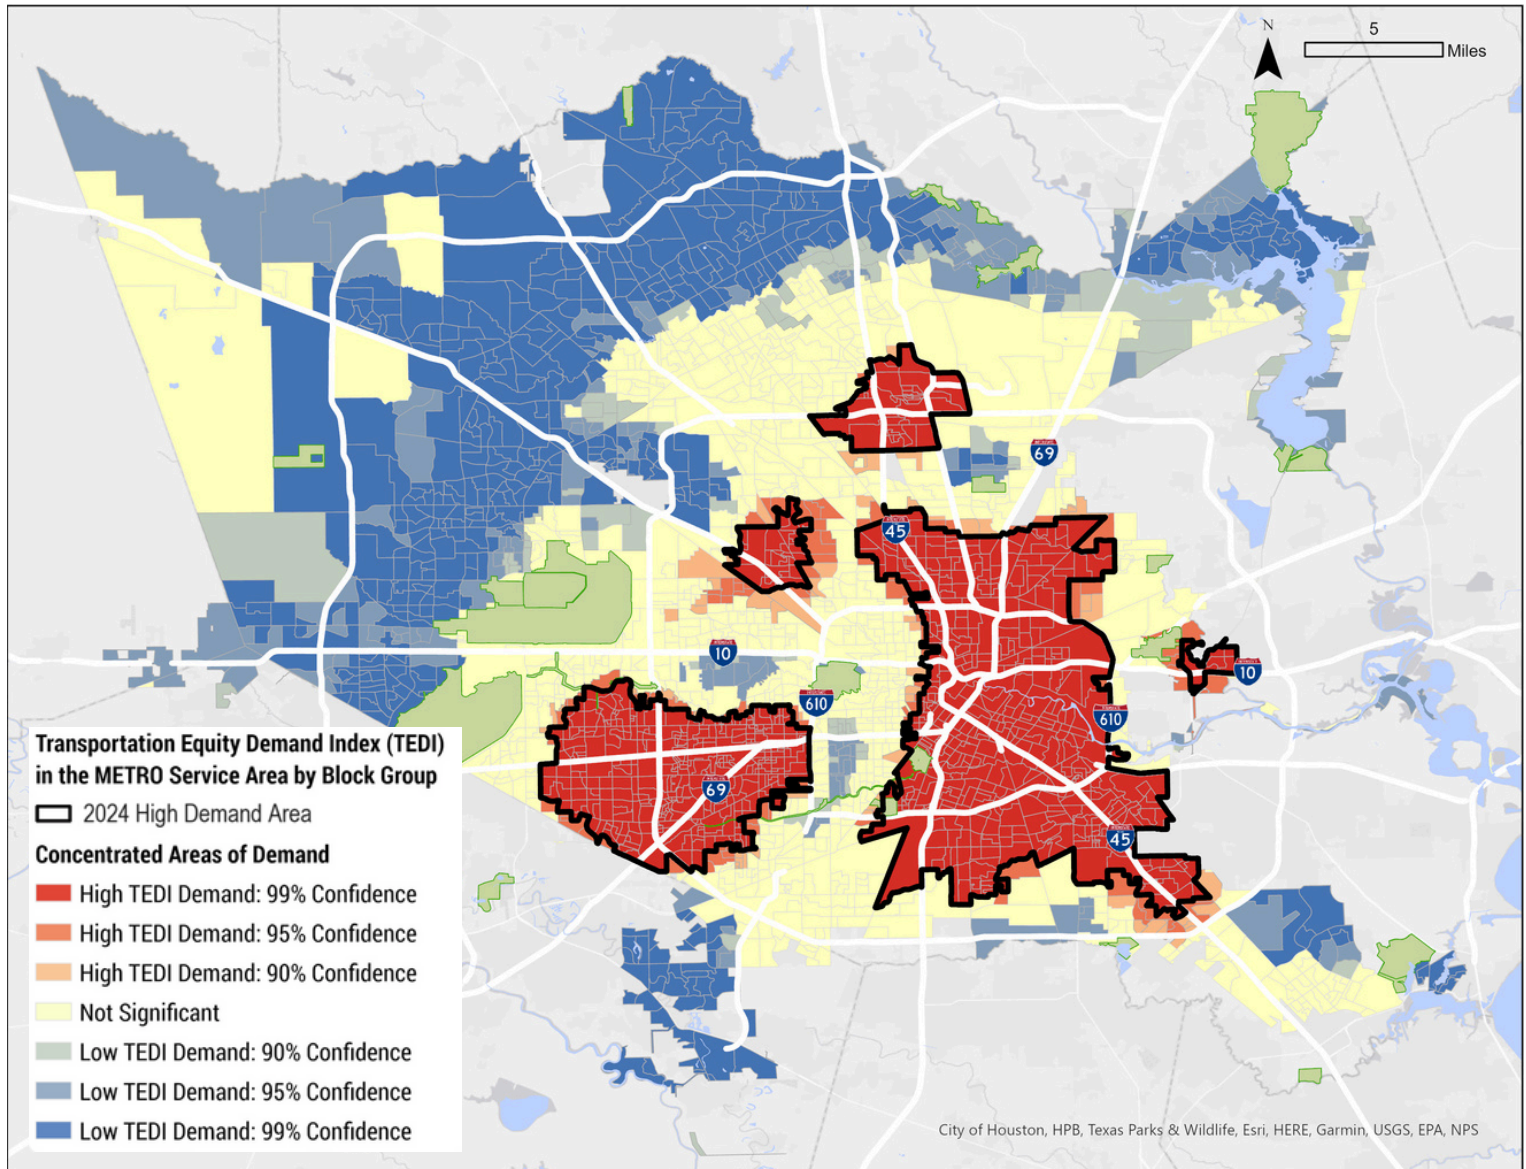 N
5
Miles
69
45
10
10
610
610
69
45
Transportation Equity Demand Index (TEDI)
in the METRO Service Area by Block Group
2024 High Demand Area
Concentrated Areas of Demand
High TEDI Demand: 99% Confidence
High TEDI Demand: 95% Confidence
High TEDI Demand: 90% Confidence
Not Significant
Low TEDI Demand: 90% Confidence
Low TEDI Demand: 95% Confidence
Low TEDI Demand: 99% Confidence
City of Houston, HPB, Texas Parks & Wildlife, Esri, HERE, Garmin, USGS, EPA, NPS